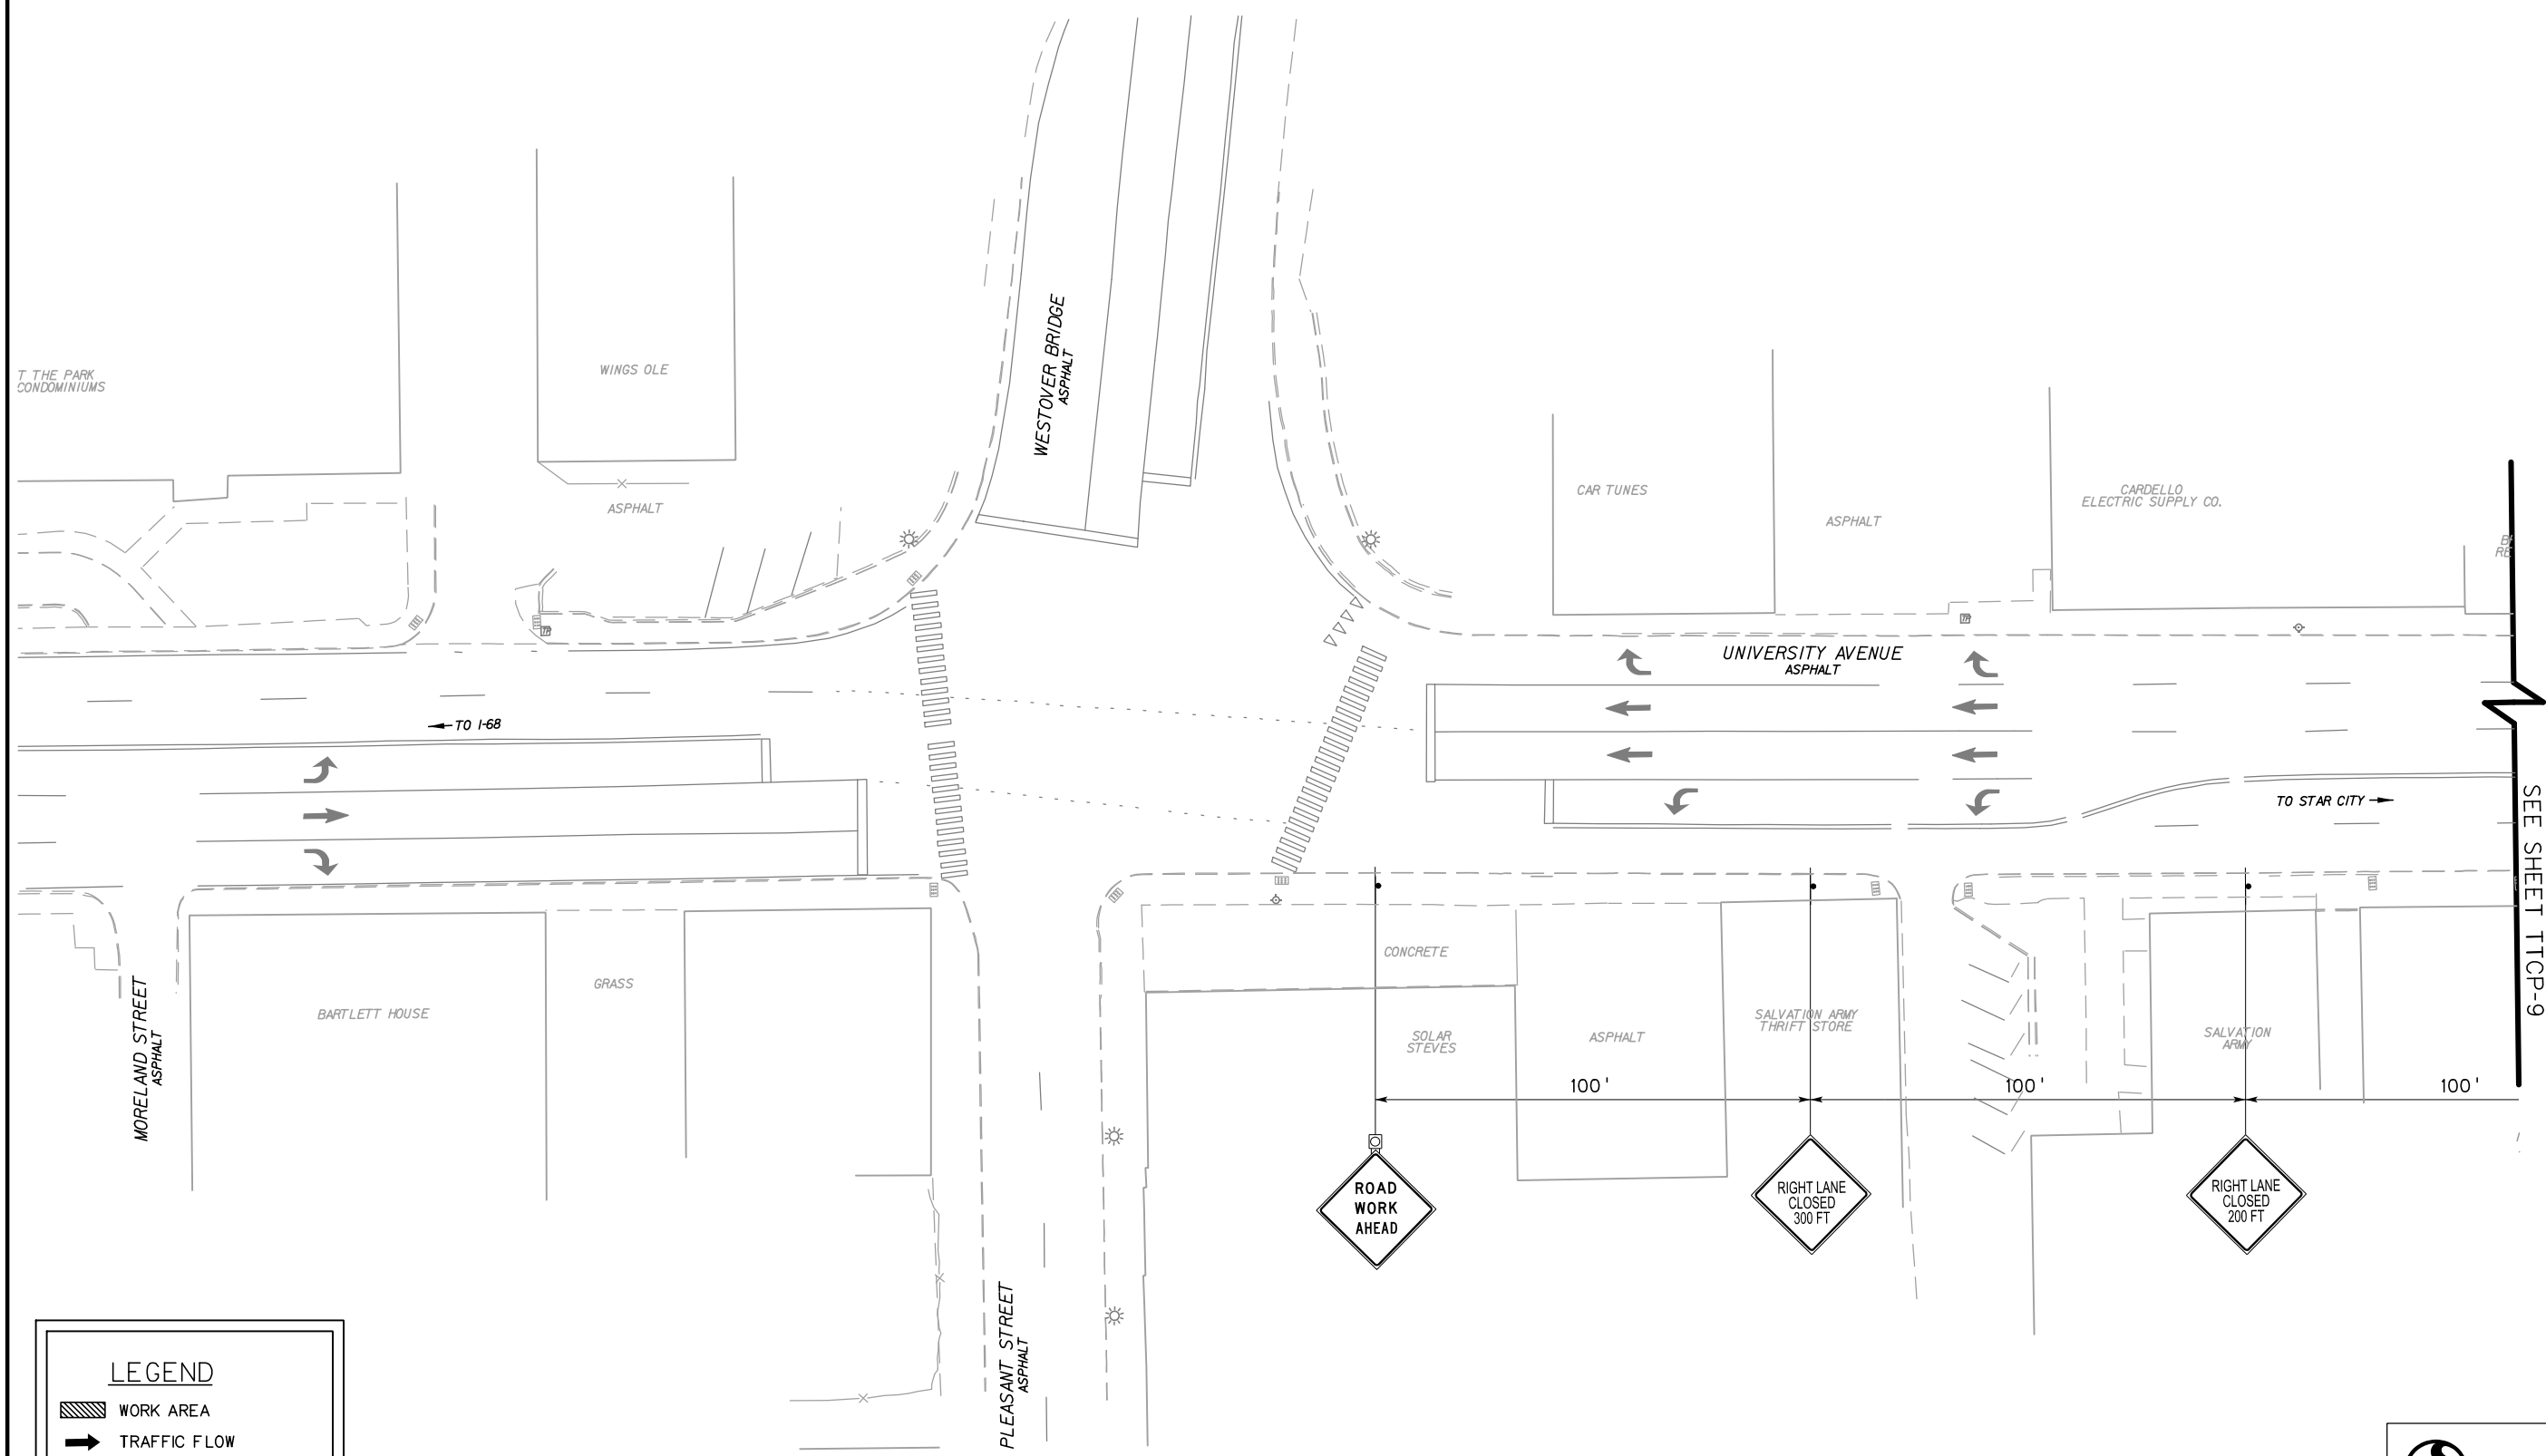 WESTOVER BRIDGE
ASPHALT
T THE PARK
CONDOMINIUMS
WINGS OLE
ASPHALT
CAR TUNES
ASPHALT
CARDELLO
ELECTRIC SUPPLY CO.
RE
TP
TP
UNIVERSITY AVENUE
ASPHALT
TO I-68
TO STAR CITY
SEE SHEET TTCP-9
MORELAND STREET
ASPHALT
BARTLETT HOUSE
GRASS
CONCRETE
SOLAR
STEVES
ASPHALT
SALVATION ARMY
THRIFT STORE
SALVATION
ARMY
100'
100'
100'
ROAD
WORK
AHEAD
RIGHT LANE
CLOSED
300 FT
RIGHT LANE
CLOSED
200 FT
PLEASANT STREET
ASPHALT
LEGEND
WORK AREA
TRAFFIC FLOW